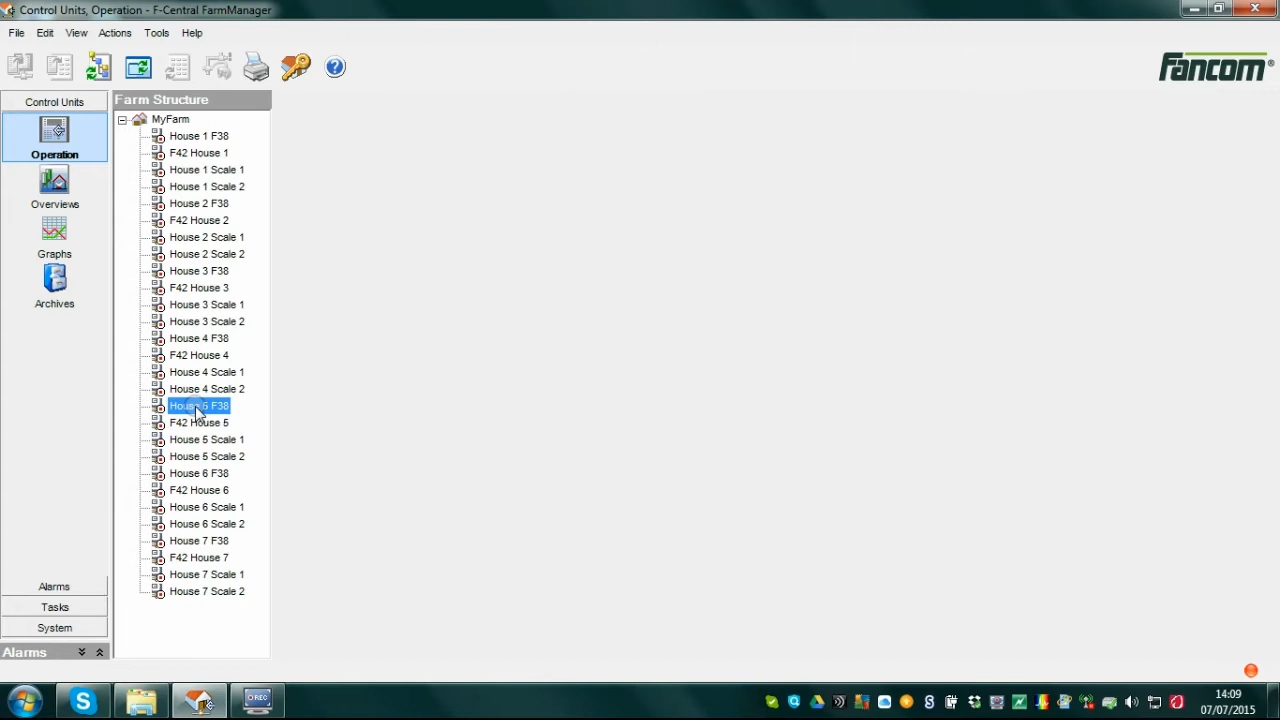 Control Units, Operation - F-Central FarmManager
File Edit View Actions Tools Help
Fancom
Control Units
Operation
Overviews
Graphs
Archives
Alarms
Tasks
System
Alarms
Farm Structure
MyFarm
House 1 F38
F42 House 1
House 1 Scale 1
House 1 Scale 2
House 2 F38
F42 House 2
House 2 Scale 1
House 2 Scale 2
House 3 F38
F42 House 3
House 3 Scale 1
House 3 Scale 2
House 4 F38
F42 House 4
House 4 Scale 1
House 4 Scale 2
House 5 F38
F42 House 5
House 5 Scale 1
House 5 Scale 2
House 6 F38
F42 House 6
House 6 Scale 1
House 6 Scale 2
House 7 F38
F42 House 7
House 7 Scale 1
House 7 Scale 2
REC
14:09
07/07/2015